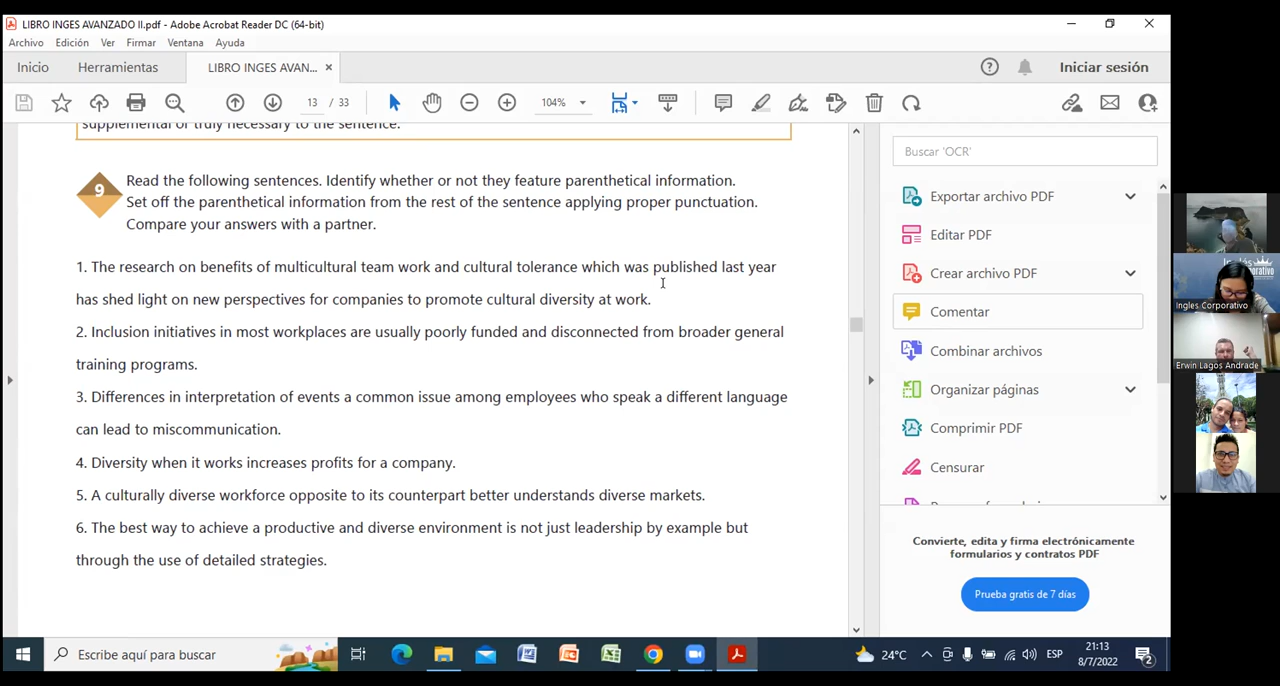 LIBRO INGES AVANZADO II.pdf - Adobe Acrobat Reader DC (64-bit)
Archivo Edición Ver Firmar Ventana Ayuda
Inicio Herramientas LIBRO INGES AVAN... × Iniciar sesión
13 / 33 104%
supplemental or truly necessary to the sentence.
Buscar 'OCR'
9 Read the following sentences. Identify whether or not they feature parenthetical information.
Set off the parenthetical information from the rest of the sentence applying proper punctuation.
Compare your answers with a partner.
1. The research on benefits of multicultural team work and cultural tolerance which was published last year
has shed light on new perspectives for companies to promote cultural diversity at work.
2. Inclusion initiatives in most workplaces are usually poorly funded and disconnected from broader general
training programs.
3. Differences in interpretation of events a common issue among employees who speak a different language
can lead to miscommunication.
4. Diversity when it works increases profits for a company.
5. A culturally diverse workforce opposite to its counterpart better understands diverse markets.
6. The best way to achieve a productive and diverse environment is not just leadership by example but
through the use of detailed strategies.
Exportar archivo PDF
Editar PDF
Crear archivo PDF
Comentar
Combinar archivos
Organizar páginas
Comprimir PDF
Censurar
Convierte, edita y firma electrónicamente
formularios y contratos PDF
Prueba gratis de 7 días
Ingles Corporativo
Erwin Lagos Andrade
Escribe aquí para buscar
24°C
ESP
21:13
8/7/2022
2